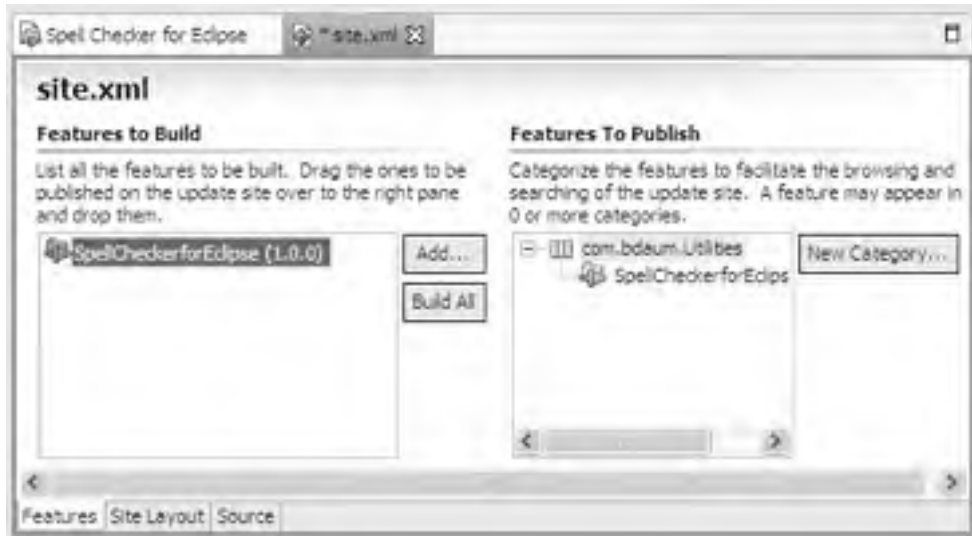 Spell Checker for Eclipse
* site.xml
site.xml
Features to Build
List all the features to be built. Drag the ones to be
published on the update site over to the right pane
and drop them.
SpellCheckerforEclipse (1.0.0)
Add...
Build All
Features To Publish
Categorize the features to facilitate the browsing and
searching of the update site. A feature may appear in
0 or more categories.
com.bdaum.Utilities
SpellCheckerforEclips
New Category...
Features
Site Layout
Source